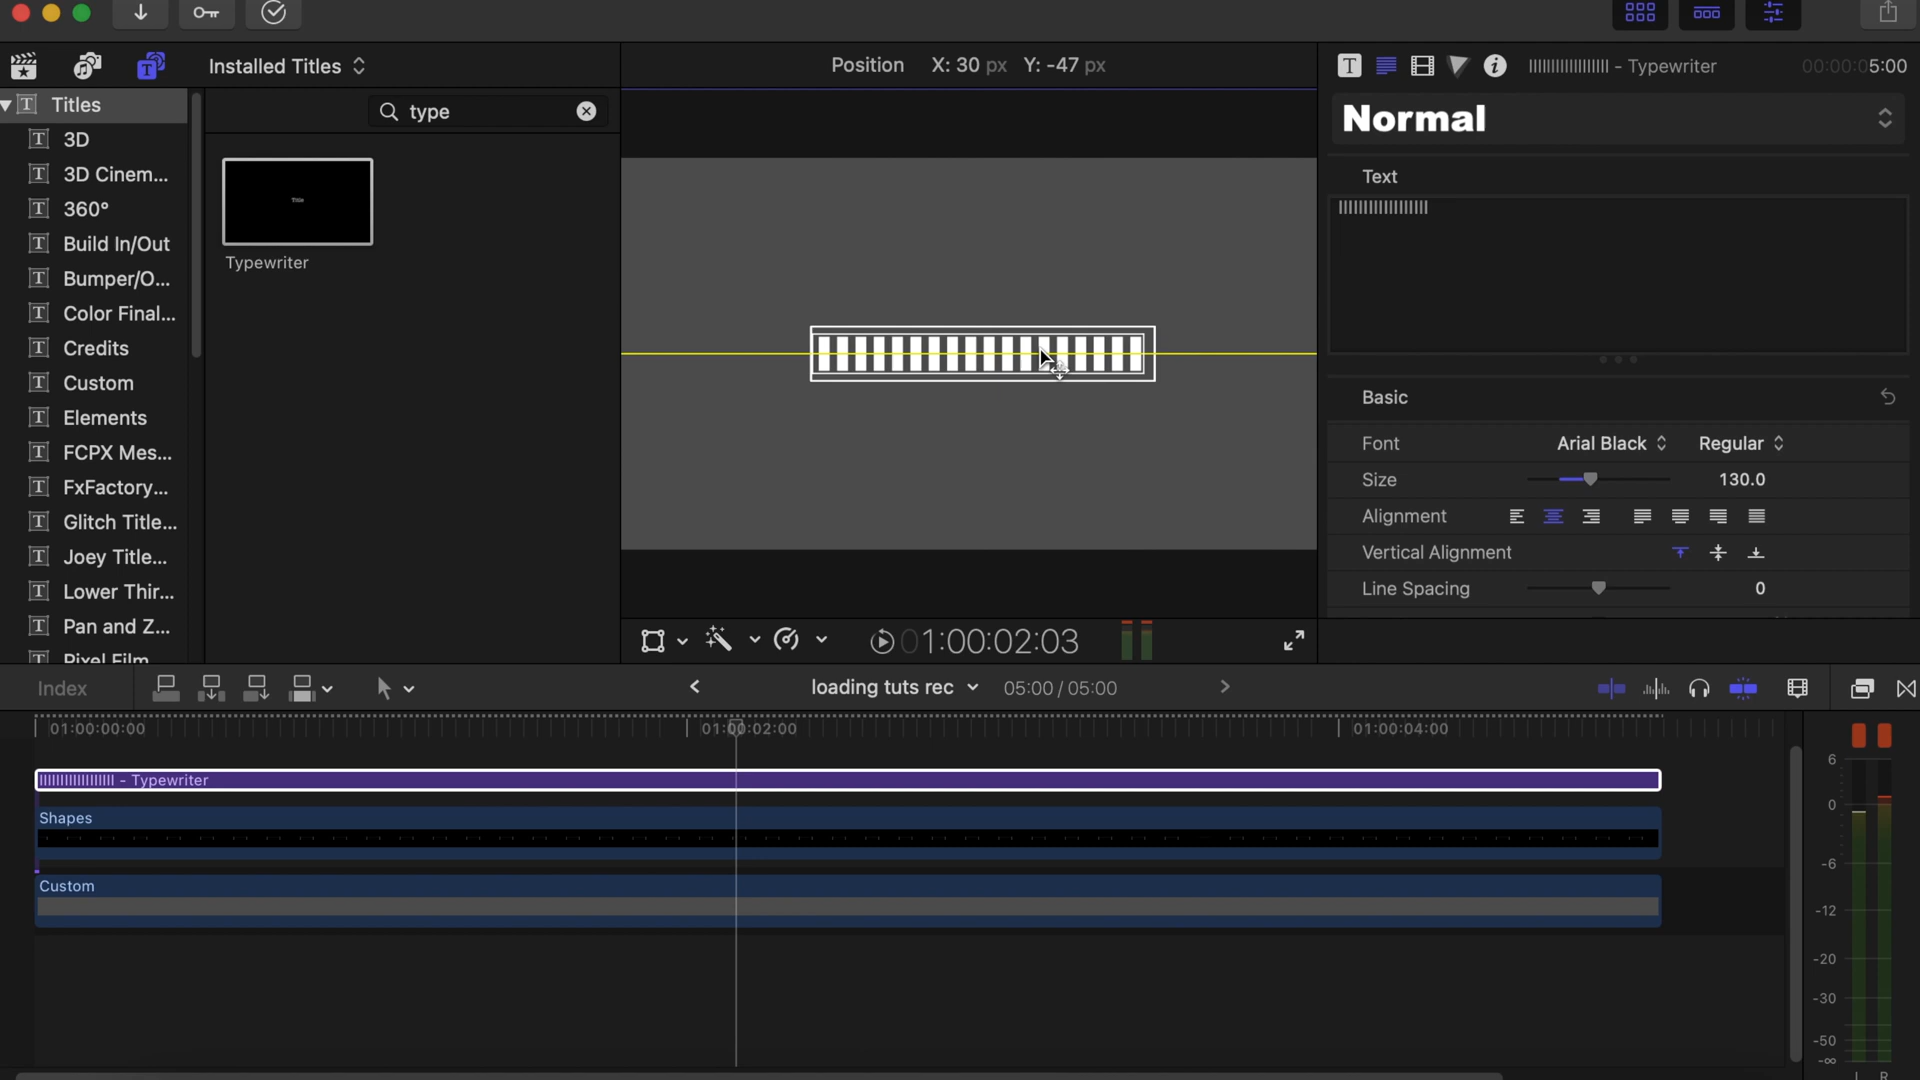 Installed Titles
Position X: 30 px Y: -47 px
|||||||||||||||||| - Typewriter
00:00:05:00
Titles
3D
3D Cinem...
360°
Build In/Out
Bumper/O...
Color Final...
Credits
Custom
Elements
FCPX Mes...
FxFactory...
Glitch Title...
Joey Title...
Lower Thir...
Pan and Z...
Pixel Film
type
Title
Typewriter
Normal
Text
||||||||||||||||||
Basic
Font Arial Black Regular
Size 130.0
Alignment
Vertical Alignment
Line Spacing 0
01:00:02:03
Index
loading tuts rec 05:00 / 05:00
01:00:00:00 01:00:02:00 01:00:04:00
|||||||||||||||||| - Typewriter
Shapes
Custom
6
0
-6
-12
-20
-30
-50
-∞
L R